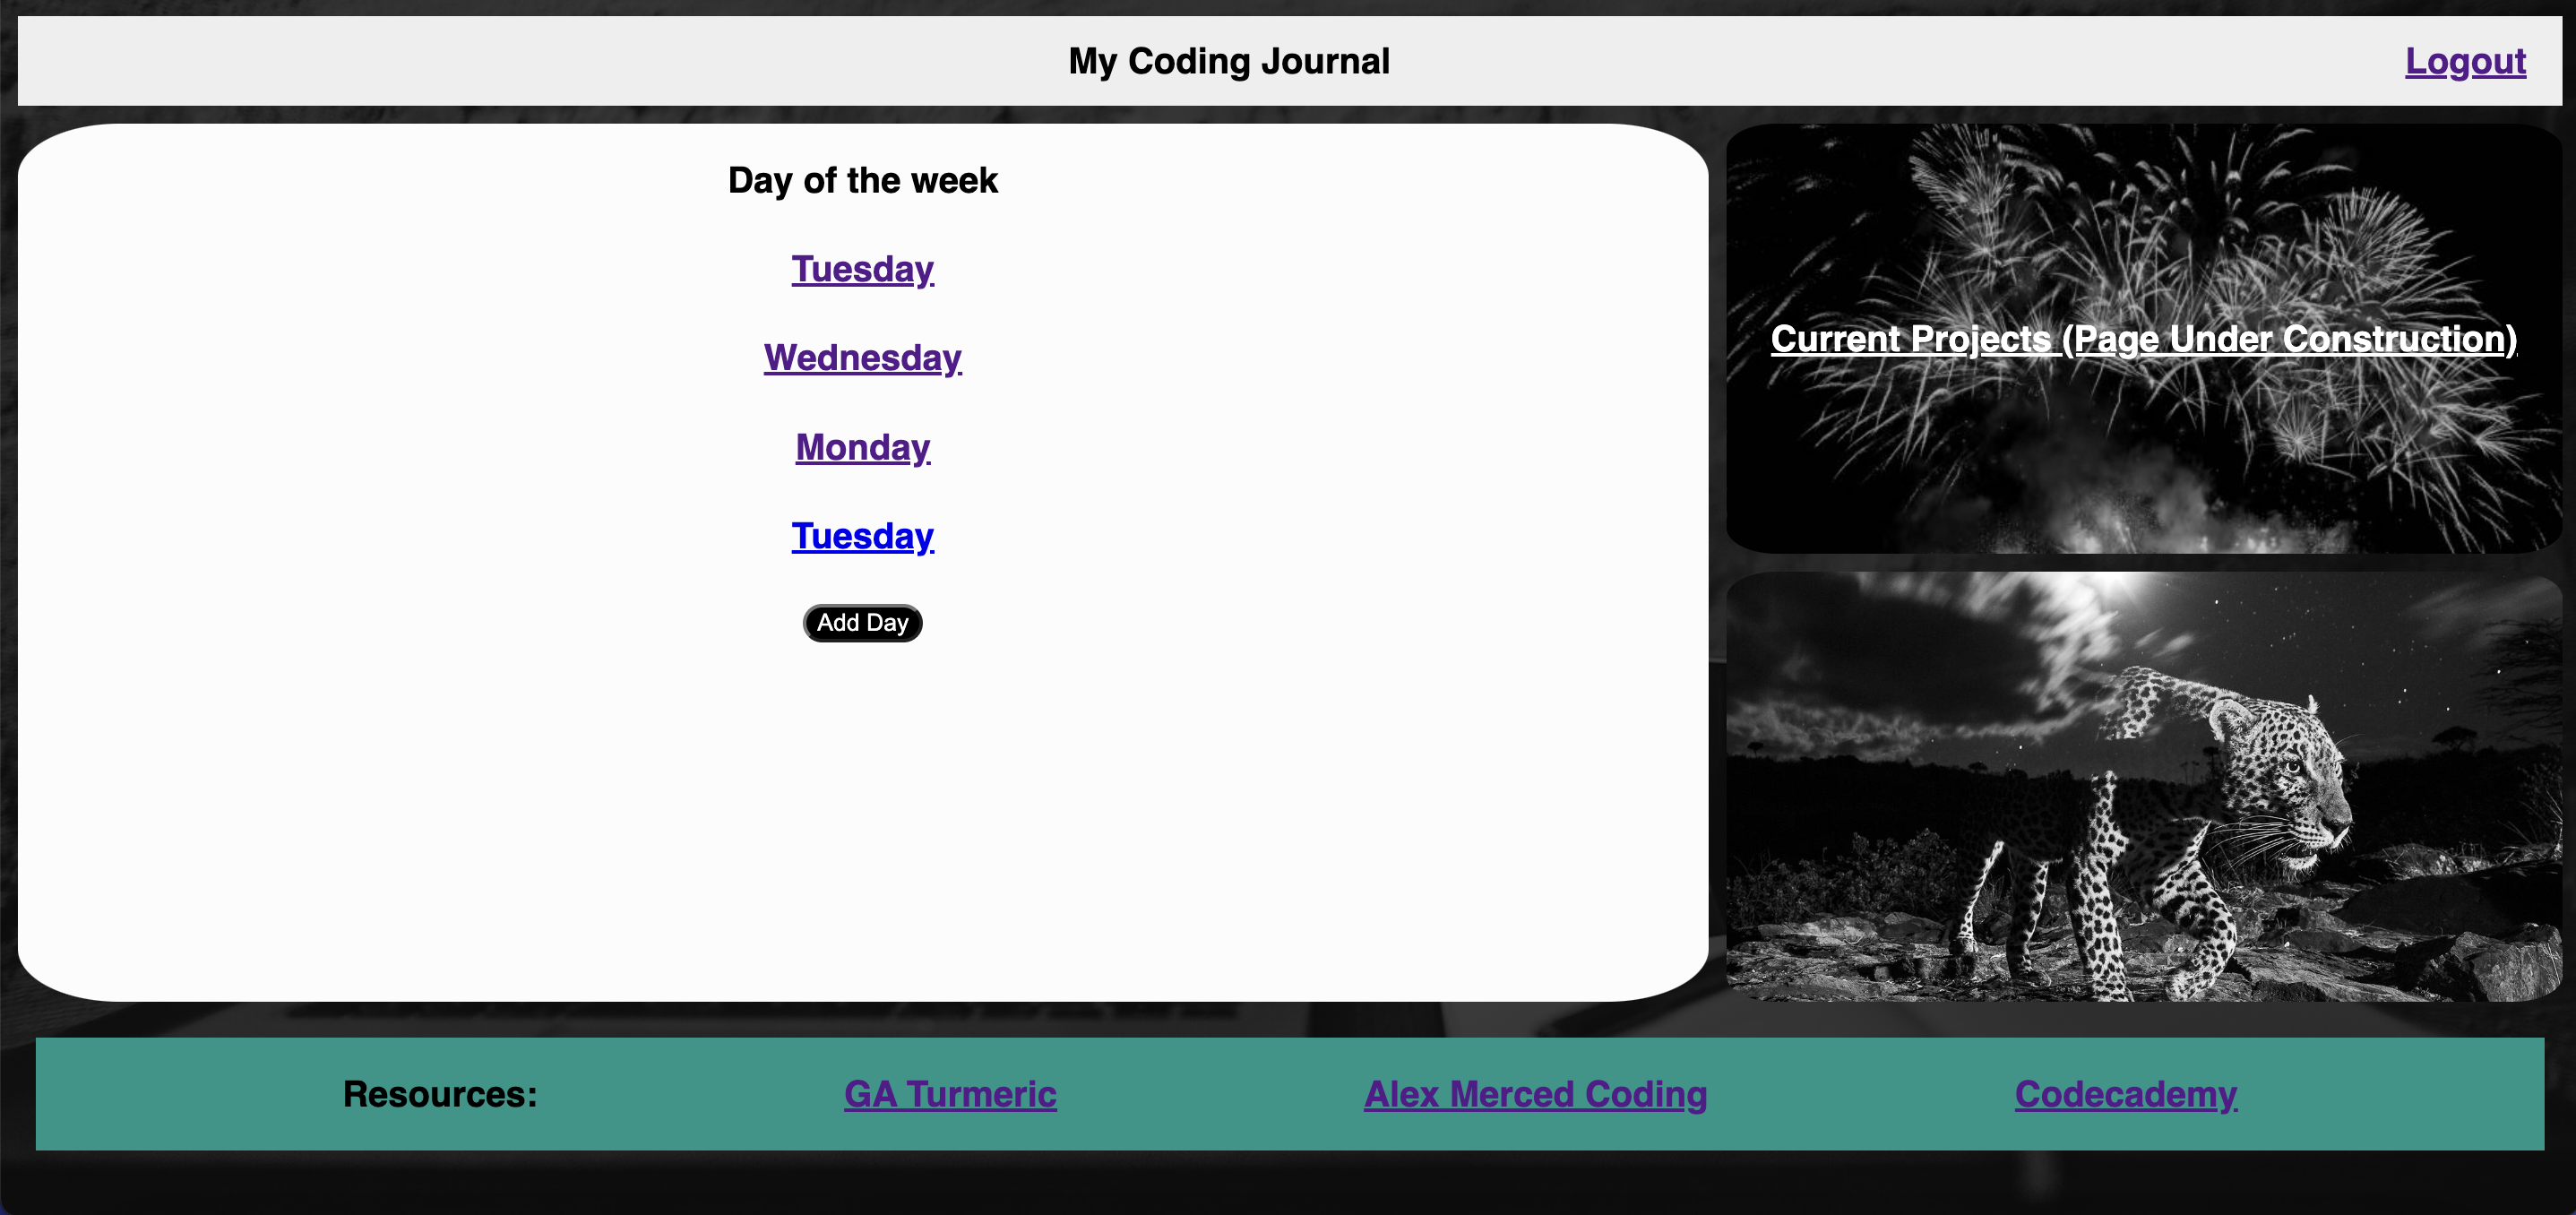 My Coding Journal
Logout
Day of the week
Tuesday
Wednesday
Monday
Tuesday
Add Day
Current Projects (Page Under Construction)
Resources:
GA Turmeric
Alex Merced Coding
Codecademy